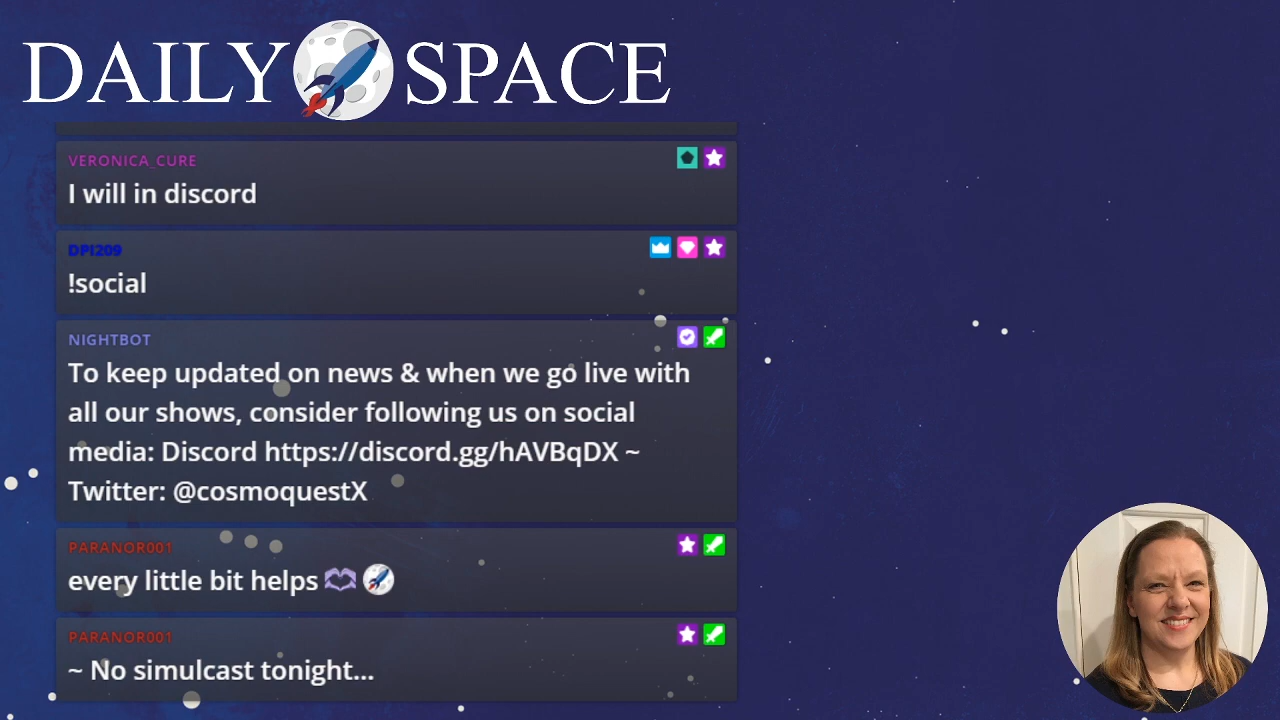 DAILY SPACE
VERONICA_CURE
I will in discord
DPI209
!social
NIGHTBOT
To keep updated on news & when we go live with
all our shows, consider following us on social
media: Discord https://discord.gg/hAVBqDX ~
Twitter: @cosmoquestX
PARANOR001
every little bit helps
PARANOR001
~ No simulcast tonight...